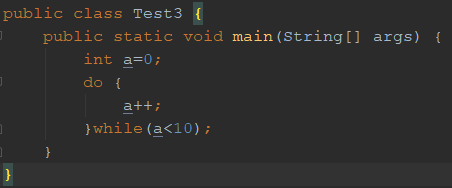 public class Test3 {
    public static void main(String[] args) {
        int a=0;
        do {
            a++;
        }while(a<10);
    }
}